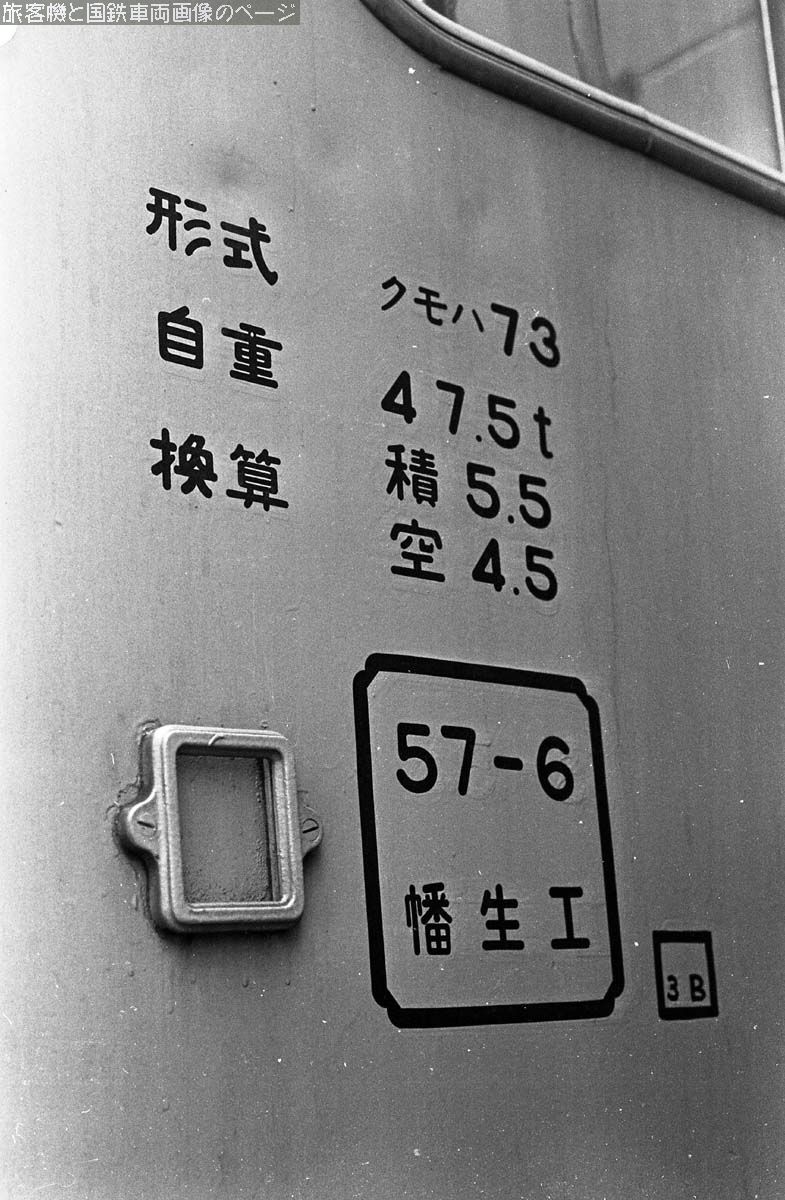 旅客機と国鉄車両画像のページ
形式 クモハ73
自重 47.5t
換算 積 5.5
空 4.5
57-6
幡生工
3B